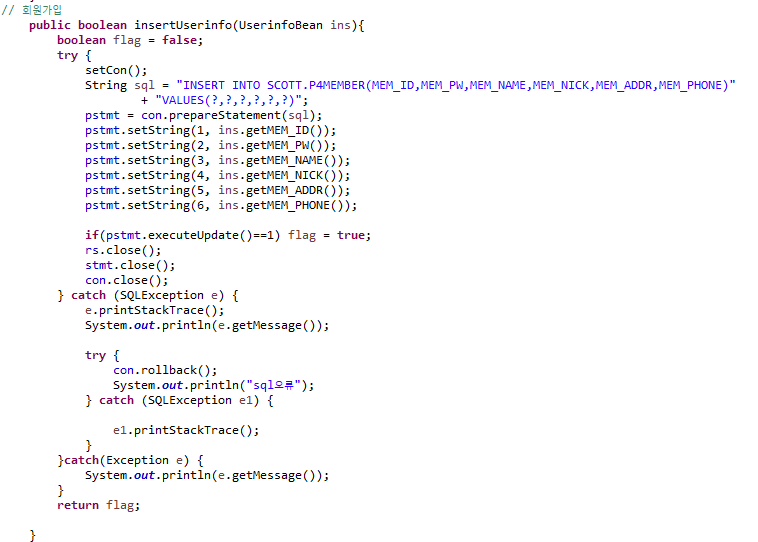 // 회원가입
public boolean insertUserinfo(UserinfoBean ins){
boolean flag = false;
try {
setCon();
String sql = "INSERT INTO SCOTT.P4MEMBER(MEM_ID,MEM_PW,MEM_NAME,MEM_NICK,MEM_ADDR,MEM_PHONE)"
+ "VALUES(?,?,?,?,?,?)";
pstmt = con.prepareStatement(sql);
pstmt.setString(1, ins.getMEM_ID());
pstmt.setString(2, ins.getMEM_PW());
pstmt.setString(3, ins.getMEM_NAME());
pstmt.setString(4, ins.getMEM_NICK());
pstmt.setString(5, ins.getMEM_ADDR());
pstmt.setString(6, ins.getMEM_PHONE());
if(pstmt.executeUpdate()==1) flag = true;
rs.close();
stmt.close();
con.close();
} catch (SQLException e) {
e.printStackTrace();
System.out.println(e.getMessage());
try {
con.rollback();
System.out.println("sql오류");
} catch (SQLException e1) {
e1.printStackTrace();
}
}catch(Exception e) {
System.out.println(e.getMessage());
}
return flag;
}